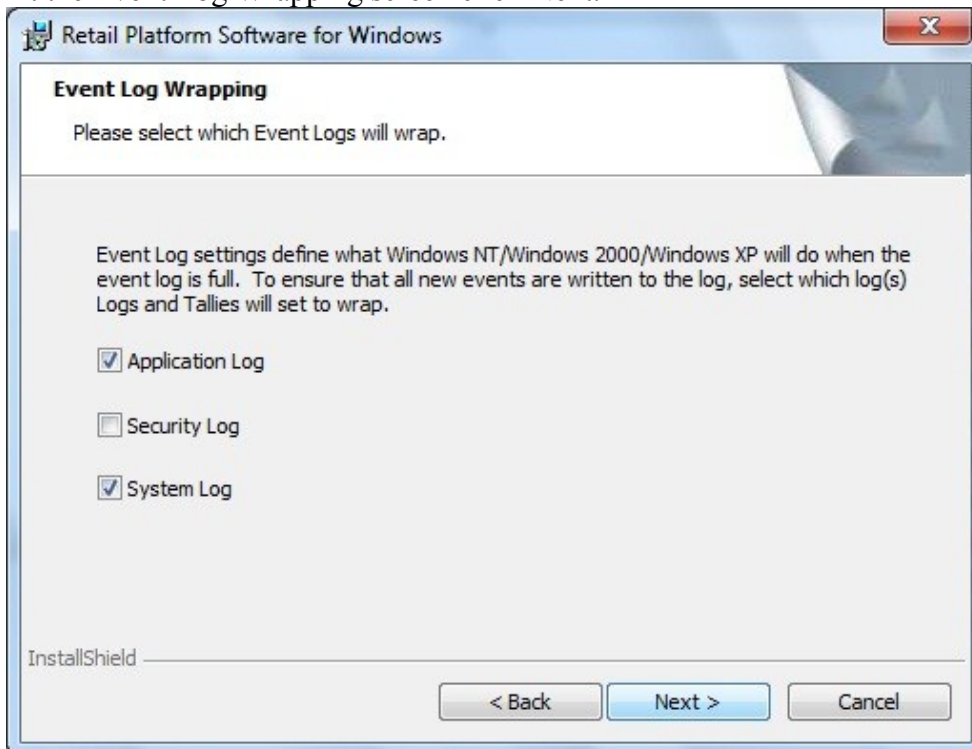 Retail Platform Software for Windows
Event Log Wrapping
Please select which Event Logs will wrap.
Event Log settings define what Windows NT/Windows 2000/Windows XP will do when the
event log is full. To ensure that all new events are written to the log, select which log(s)
Logs and Tallies will set to wrap.
Application Log
Security Log
System Log
InstallShield
< Back
Next >
Cancel